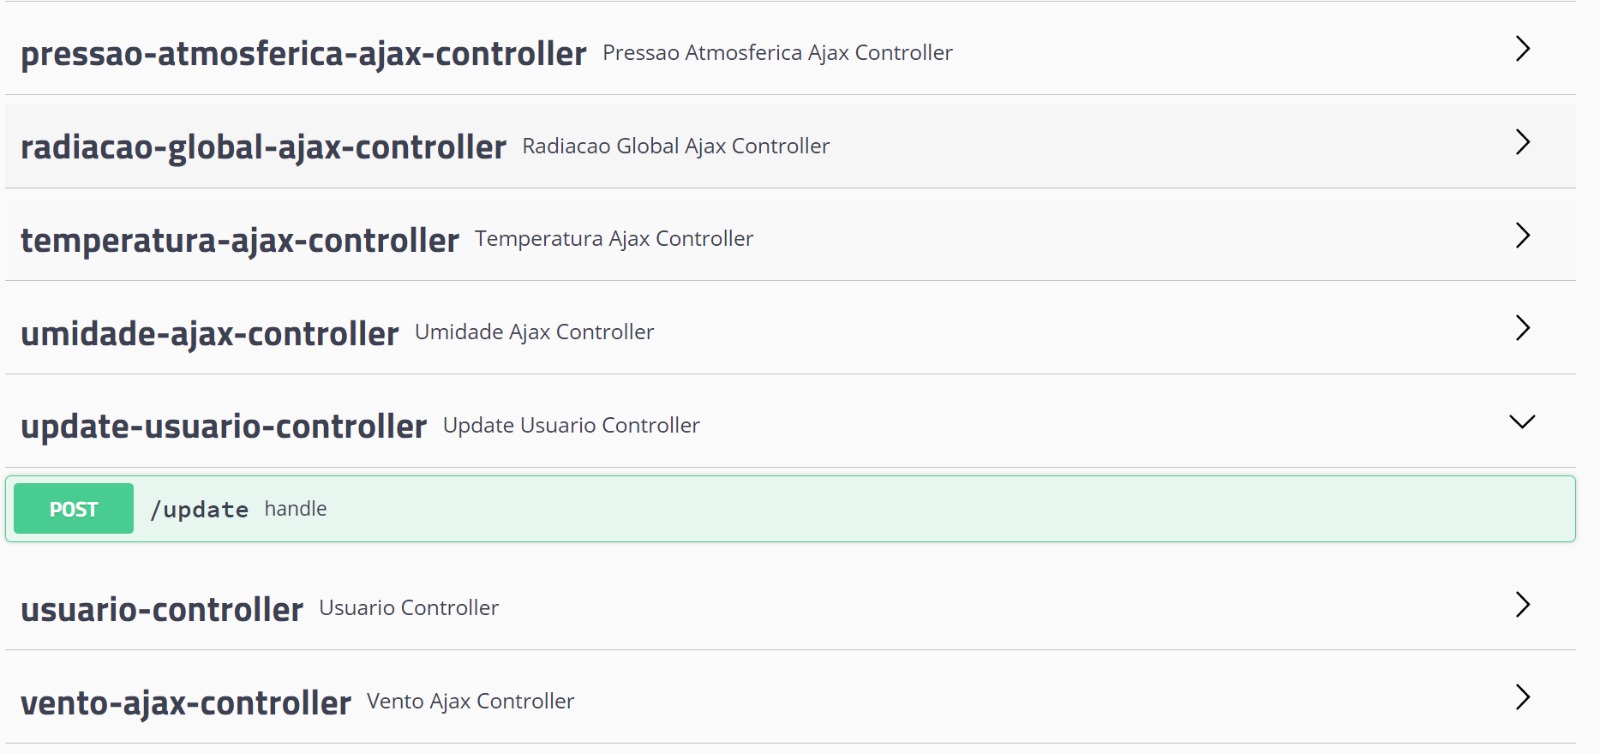 pressao-atmosferica-ajax-controller Pressao Atmosferica Ajax Controller
radiacao-global-ajax-controller Radiacao Global Ajax Controller
temperatura-ajax-controller Temperatura Ajax Controller
umidade-ajax-controller Umidade Ajax Controller
update-usuario-controller Update Usuario Controller
POST /update handle
usuario-controller Usuario Controller
vento-ajax-controller Vento Ajax Controller